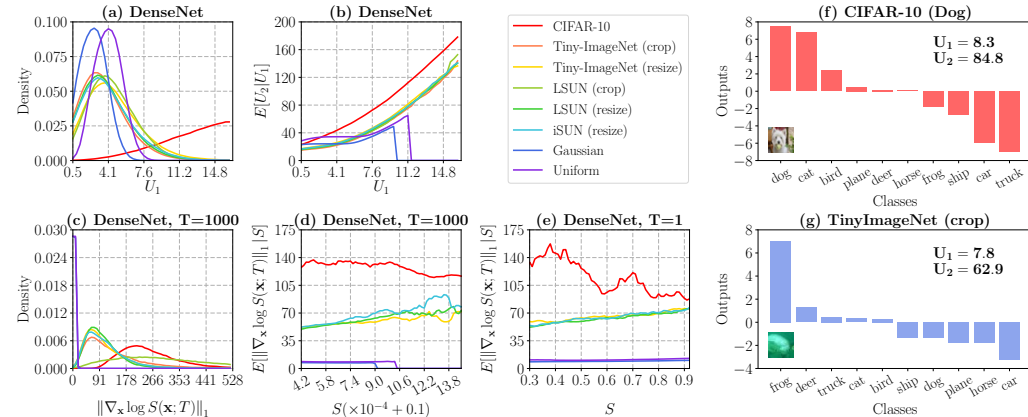 (a) DenseNet
Density
0.100
0.075
0.050
0.025
0.000
0.5 4.1 7.6 11.2 14.8
U₁
(b) DenseNet
E[U₂|U₁]
200
160
120
80
40
0
0.5 4.1 7.6 11.2 14.8
U₁
CIFAR-10
Tiny-ImageNet (crop)
Tiny-ImageNet (resize)
LSUN (crop)
LSUN (resize)
iSUN (resize)
Gaussian
Uniform
(f) CIFAR-10 (Dog)
Outputs
8
6
4
2
0
−2
−4
−6
−8
U₁ = 8.3
U₂ = 84.8
dog cat bird plane deer horse frog ship car truck
Classes
(c) DenseNet, T=1000
Density
0.030
0.024
0.018
0.012
0.006
0.000
0 91 179 266 353 441 528
‖∇ₓ log S(x; T)‖₁
(d) DenseNet, T=1000
E[‖∇ₓ log S(x; T)‖₁ |S]
175
140
105
70
35
0
4.2 5.8 7.4 9.0 10.6 12.2 13.8
S(×10⁻⁴ + 0.1)
(e) DenseNet, T=1
E[‖∇ₓ log S(x; T)‖₁ |S]
175
140
105
70
35
0
0.3 0.4 0.5 0.6 0.7 0.8 0.9
S
(g) TinyImageNet (crop)
Outputs
8
6
4
2
0
−2
−4
U₁ = 7.8
U₂ = 62.9
frog deer truck cat bird ship dog plane horse car
Classes